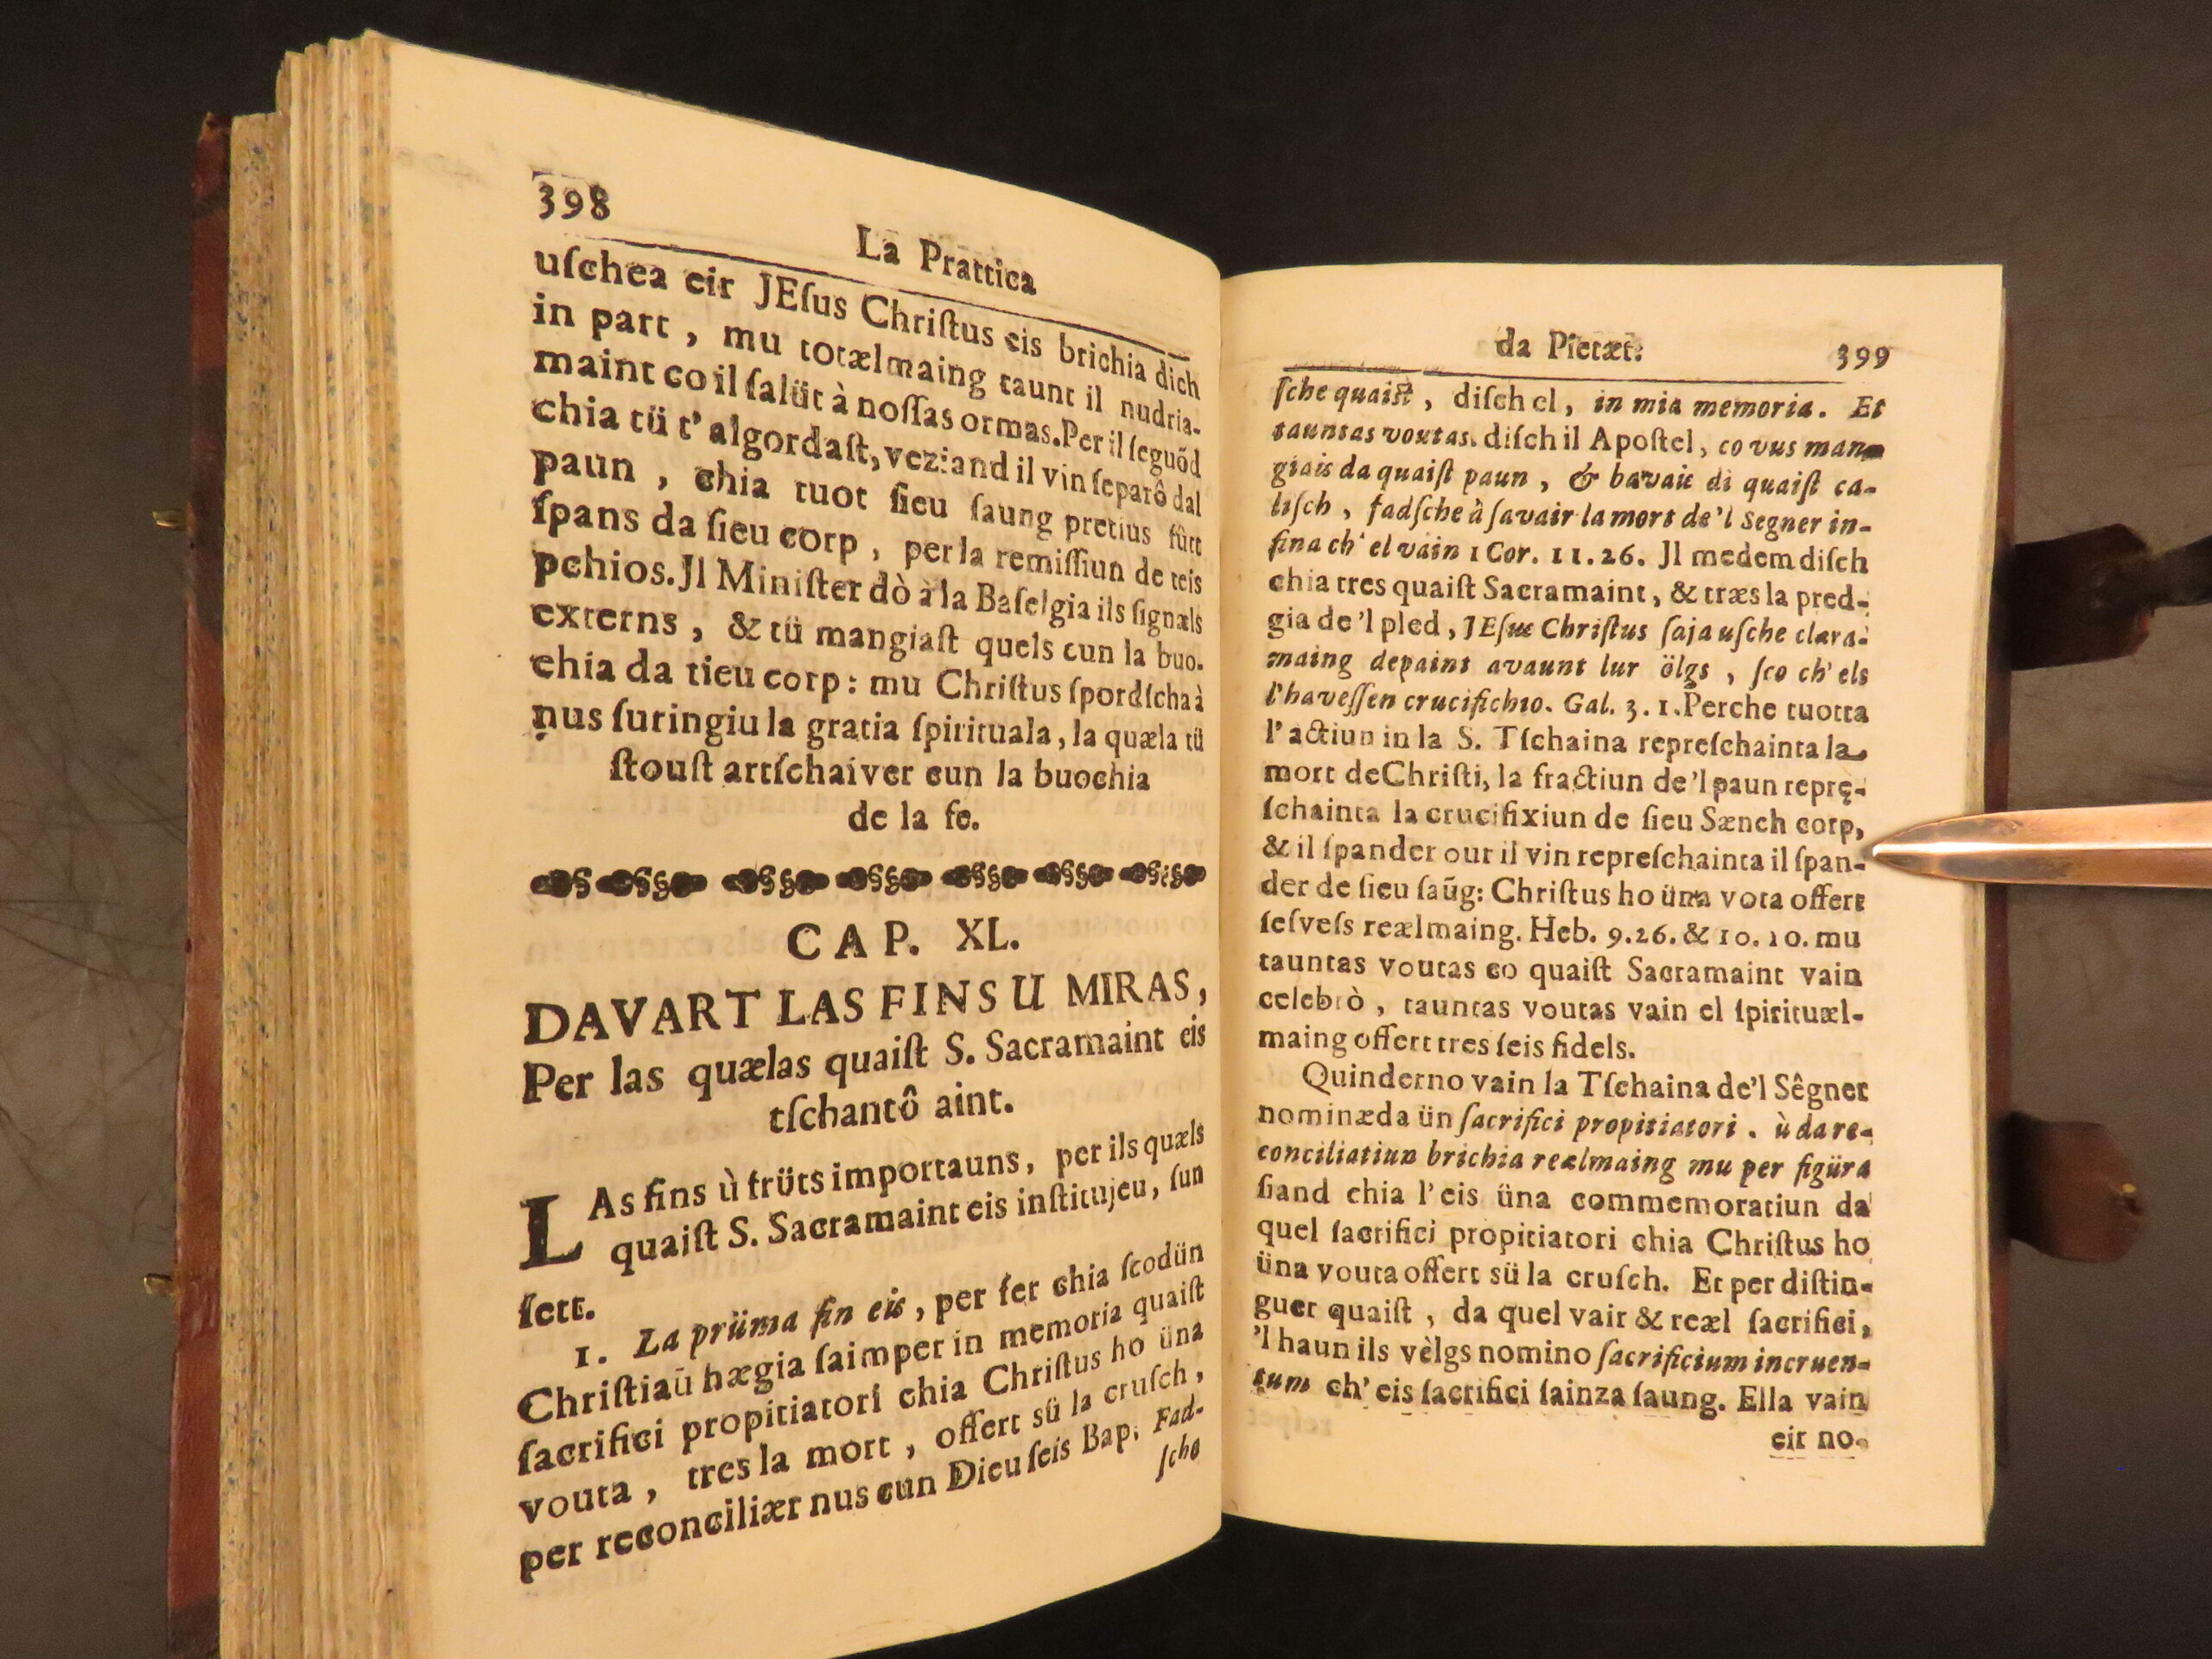 398
La Prattica
uſchea eir JEſus Chriſtus eis brichia dich
in part , mu totælmaing taunt il nudria-
maint co il ſalüt à noſſas ormas. Per il ſeguõd
chia tü t' algordaſt, veziand il vin ſeparô dal
paun , chia tuot ſieu ſaung pretius fütt
ſpans da ſieu corp , per la remiſſiun de teis
pchios. Jl Miniſter dò à la Baſelgia ils ſignæls
externs , & tü mangiaſt quels cun la buo-
chia da tieu corp : mu Chriſtus ſpordſcha à
nus ſuringiu la gratia ſpirituala , la quæla tü
ſtouſt artſchaiver cun la buochia
de la fe.
CAP. XL.
DAVART LAS FINS U MIRAS,
Per las quælas quaiſt S. Sacramaint eis
tſchantô aint.
LAs fins ù früts importauns, per ils quæls
quaiſt S. Sacramaint eis inſtitujeu, ſun
ſett.
1. La prüma fin eis , per fer chia ſcodün
Chriſtiaũ hægia ſaimper in memoria quaiſt
ſacrifici propitiatori chia Chriſtus ho üna
vouta , tres la mort , offert sü la cruſch ,
per reconciliær nus cun Dieu ſeis Bap. Fad-
ſche
da Pietæt.
399
ſche quaiſt , diſch el , in mia memoria. Et
tauntas voutas. diſch il Apoſtel, co vus man-
giais da quaiſt paun , & bavais di quaiſt ca-
liſch , fadſche à ſavair la mort de'l Segner in-
fina ch' el vain 1 Cor. 11.26. Jl medem diſch
chia tres quaiſt Sacramaint, & træs la pred-
gia de'l pled , JEſus Chriſtus ſaja uſche clara-
maing depaint avaunt lur ölgs , ſco ch' els
l'haveſſen crucifichio. Gal. 3. 1. Perche tuotta
l'actiun in la S. Tſchaina repreſchainta la
mort de Chriſti, la fractiun de'l paun repre-
ſchainta la crucifixiun de ſieu Sænch corp,
& il ſpander our il vin repreſchainta il ſpan-
der de ſieu ſaũg: Chriſtus ho üna vota offert
ſeſveſs reælmaing. Heb. 9.26. & 10. 10. mu
tauntas voutas co quaiſt Sacramaint vain
celebrò , tauntas voutas vain el ſpirituæl-
maing offert tres ſeis fidels.
Quinderno vain la Tſchaina de'l Sêgner
nominæda ün ſacrifici propitiatori . ù da re-
conciliatiun brichia realmaing mu per figüra
ſiand chia l'eis üna commemoratiun da
quel ſacrifici propitiatori chia Chriſtus ho
üna vouta offert sü la cruſch. Et per diſtin-
guer quaiſt , da quel vair & reæl ſacrifici,
'l haun ils vèlgs nomino ſacrificium incruen-
tum ch' eis ſacrifici ſainza ſaung. Ella vain
eir no-